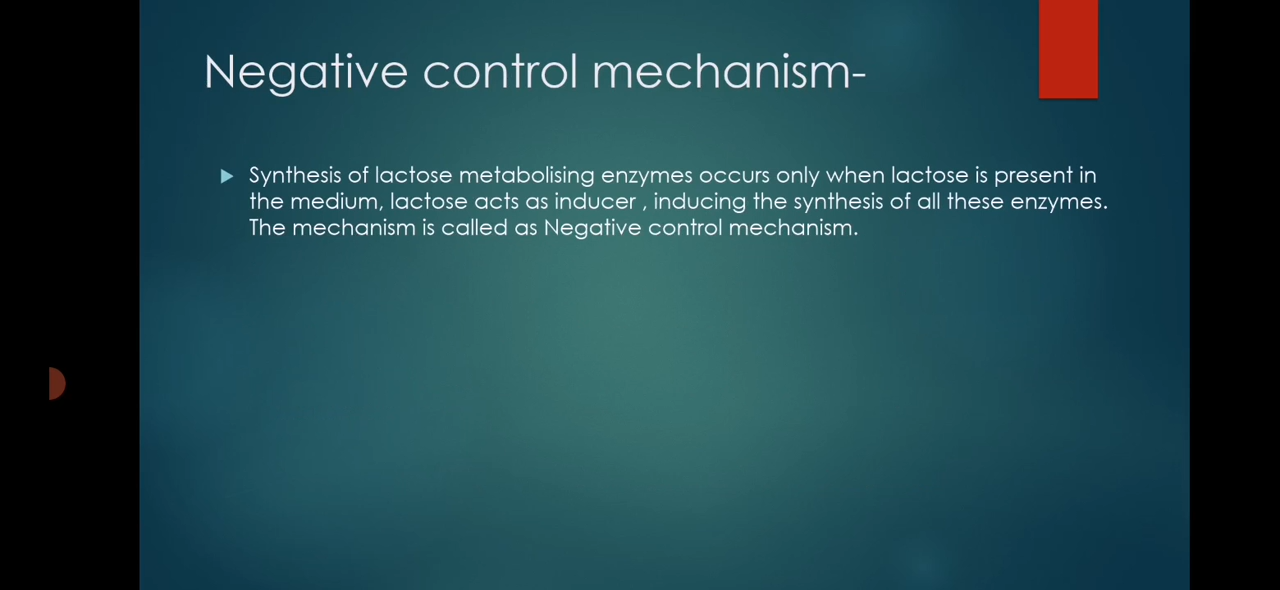 Negative control mechanism-
Synthesis of lactose metabolising enzymes occurs only when lactose is present in
the medium, lactose acts as inducer , inducing the synthesis of all these enzymes.
The mechanism is called as Negative control mechanism.